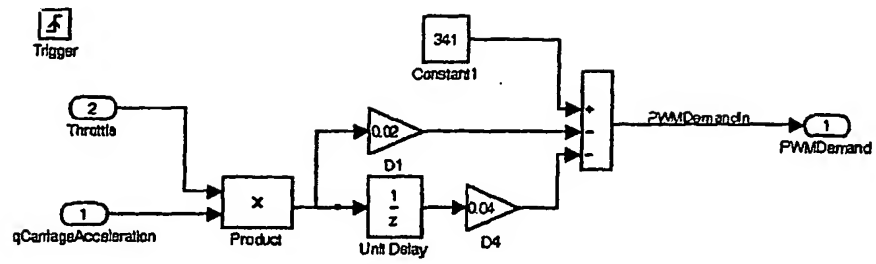 Trigger
341
Constant1
2
Throttle
0.02
D1
PWMDemandIn
1
PWMDemand
1
qCarriageAcceleration
x
Product
1
z
Unit Delay
0.04
D4
+
−
−